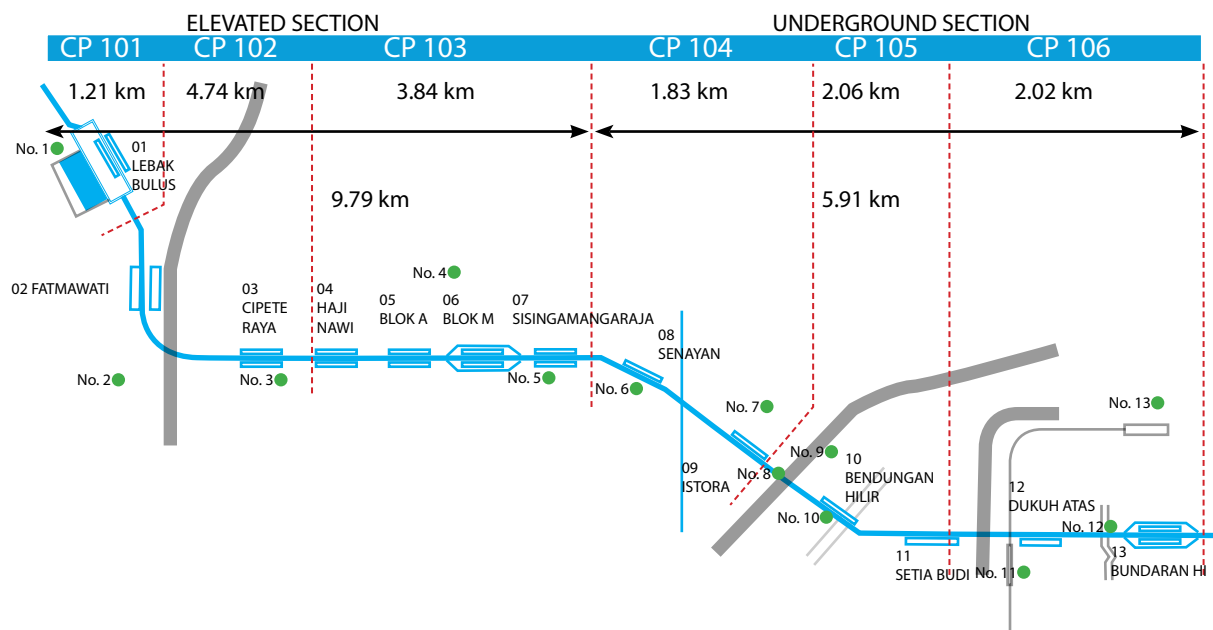 ELEVATED SECTION
UNDERGROUND SECTION
CP 101
CP 102
CP 103
CP 104
CP 105
CP 106
1.21 km
4.74 km
3.84 km
1.83 km
2.06 km
2.02 km
No. 1
01
LEBAK
BULUS
9.79 km
5.91 km
02 FATMAWATI
No. 4
03
CIPETE
RAYA
04
HAJI
NAWI
05
BLOK A
06
BLOK M
07
SISINGAMANGARAJA
08
SENAYAN
No. 2
No. 3
No. 5
No. 6
No. 7
No. 13
No. 9
No. 8
09
ISTORA
10
BENDUNGAN
HILIR
No. 10
12
DUKUH ATAS
No. 12
11
SETIA BUDI
No. 11
13
BUNDARAN HI